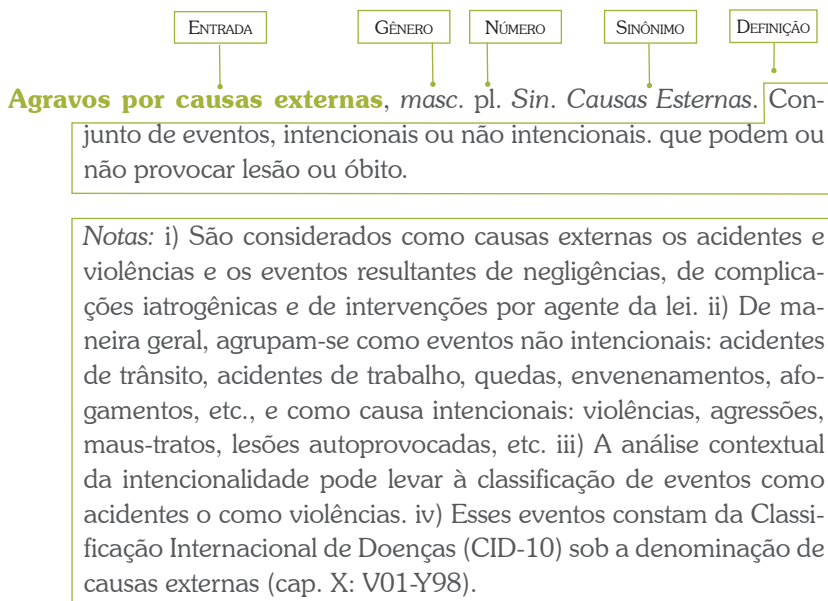 ENTRADA GÊNERO NÚMERO SINÔNIMO DEFINIÇÃO
Agravos por causas externas, masc. pl. Sin. Causas Esternas. Con-
junto de eventos, intencionais ou não intencionais. que podem ou
não provocar lesão ou óbito.
Notas: i) São considerados como causas externas os acidentes e
violências e os eventos resultantes de negligências, de complica-
ções iatrogênicas e de intervenções por agente da lei. ii) De ma-
neira geral, agrupam-se como eventos não intencionais: acidentes
de trânsito, acidentes de trabalho, quedas, envenenamentos, afo-
gamentos, etc., e como causa intencionais: violências, agressões,
maus-tratos, lesões autoprovocadas, etc. iii) A análise contextual
da intencionalidade pode levar à classificação de eventos como
acidentes o como violências. iv) Esses eventos constam da Classi-
ficação Internacional de Doenças (CID-10) sob a denominação de
causas externas (cap. X: V01-Y98).